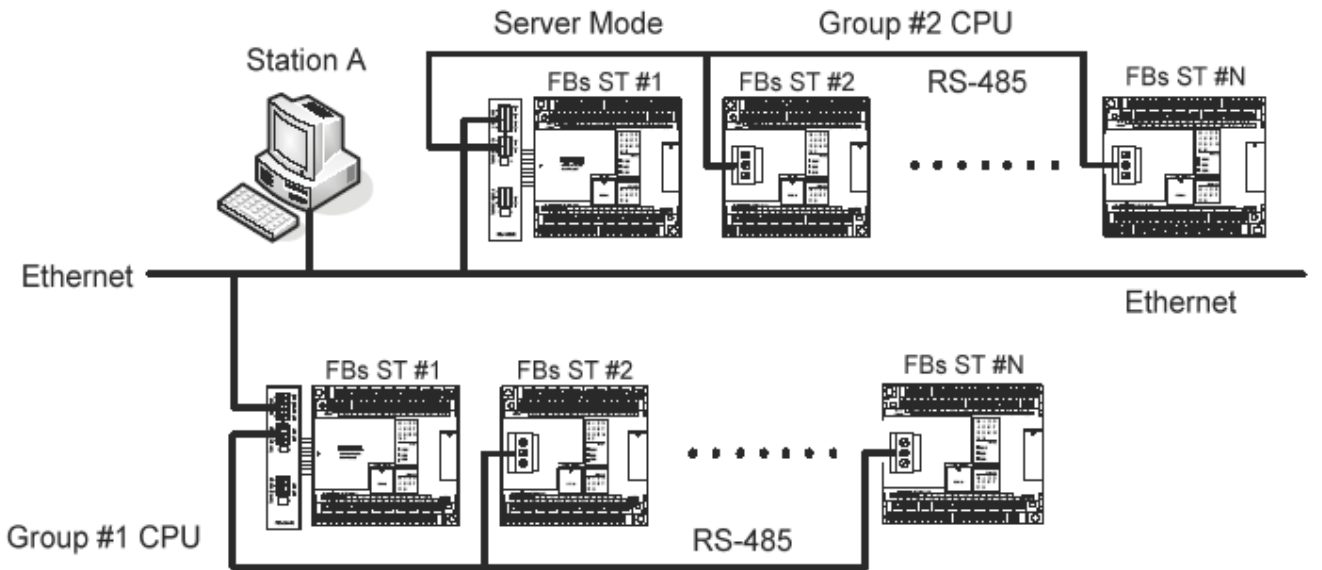 Server Mode
Group #2 CPU
Station A
FBs ST #1
FBs ST #2
RS-485
FBs ST #N
Ethernet
Ethernet
FBs ST #1
FBs ST #2
FBs ST #N
Group #1 CPU
RS-485